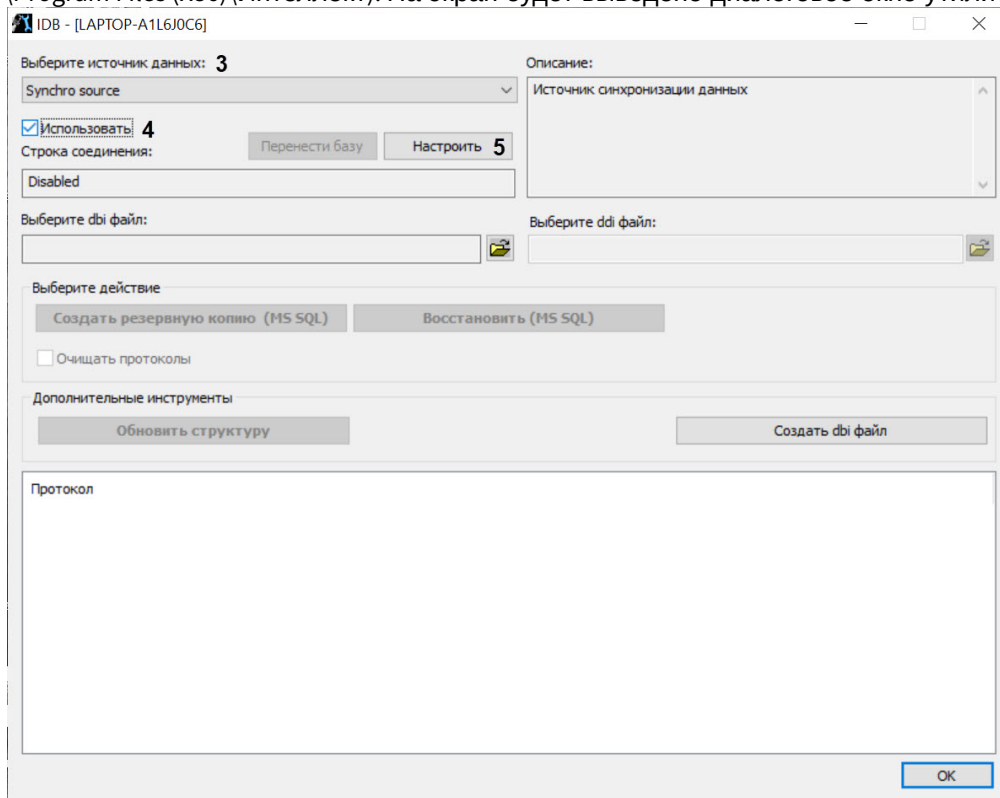 IDB - [LAPTOP-A1L6J0C6]
Выберите источник данных: 3
Описание:
Synchro source
Источник синхронизации данных
Использовать 4
Строка соединения:
Перенести базу
Настроить 5
Disabled
Выберите dbi файл:
Выберите ddi файл:
Выберите действие
Создать резервную копию (MS SQL)
Восстановить (MS SQL)
Очищать протоколы
Дополнительные инструменты
Обновить структуру
Создать dbi файл
Протокол
OK